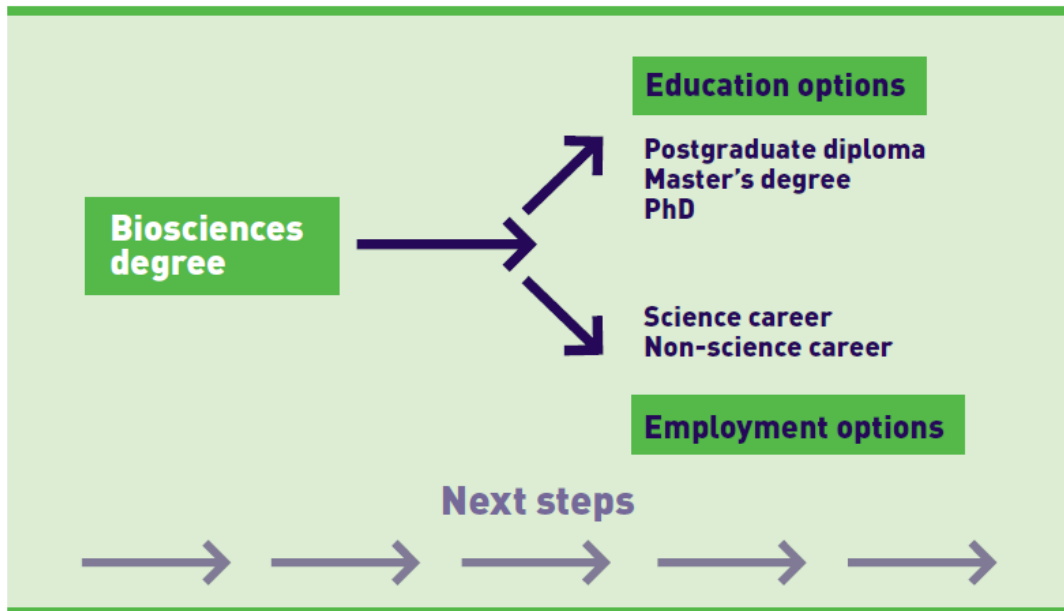 Education options
Postgraduate diploma
Master's degree
PhD
Biosciences
degree
Science career
Non-science career
Employment options
Next steps